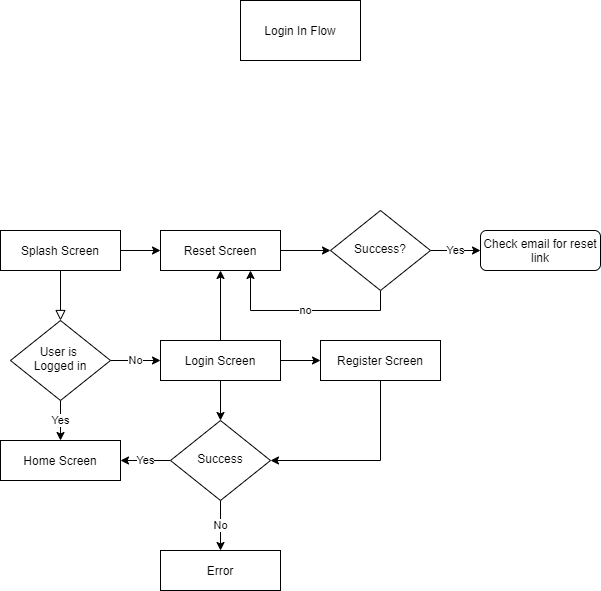 Login In Flow
Splash Screen
Reset Screen
Success?
Yes
Check email for reset
link
no
User is
Logged in
No
Login Screen
Register Screen
Yes
Home Screen
Yes
Success
No
Error